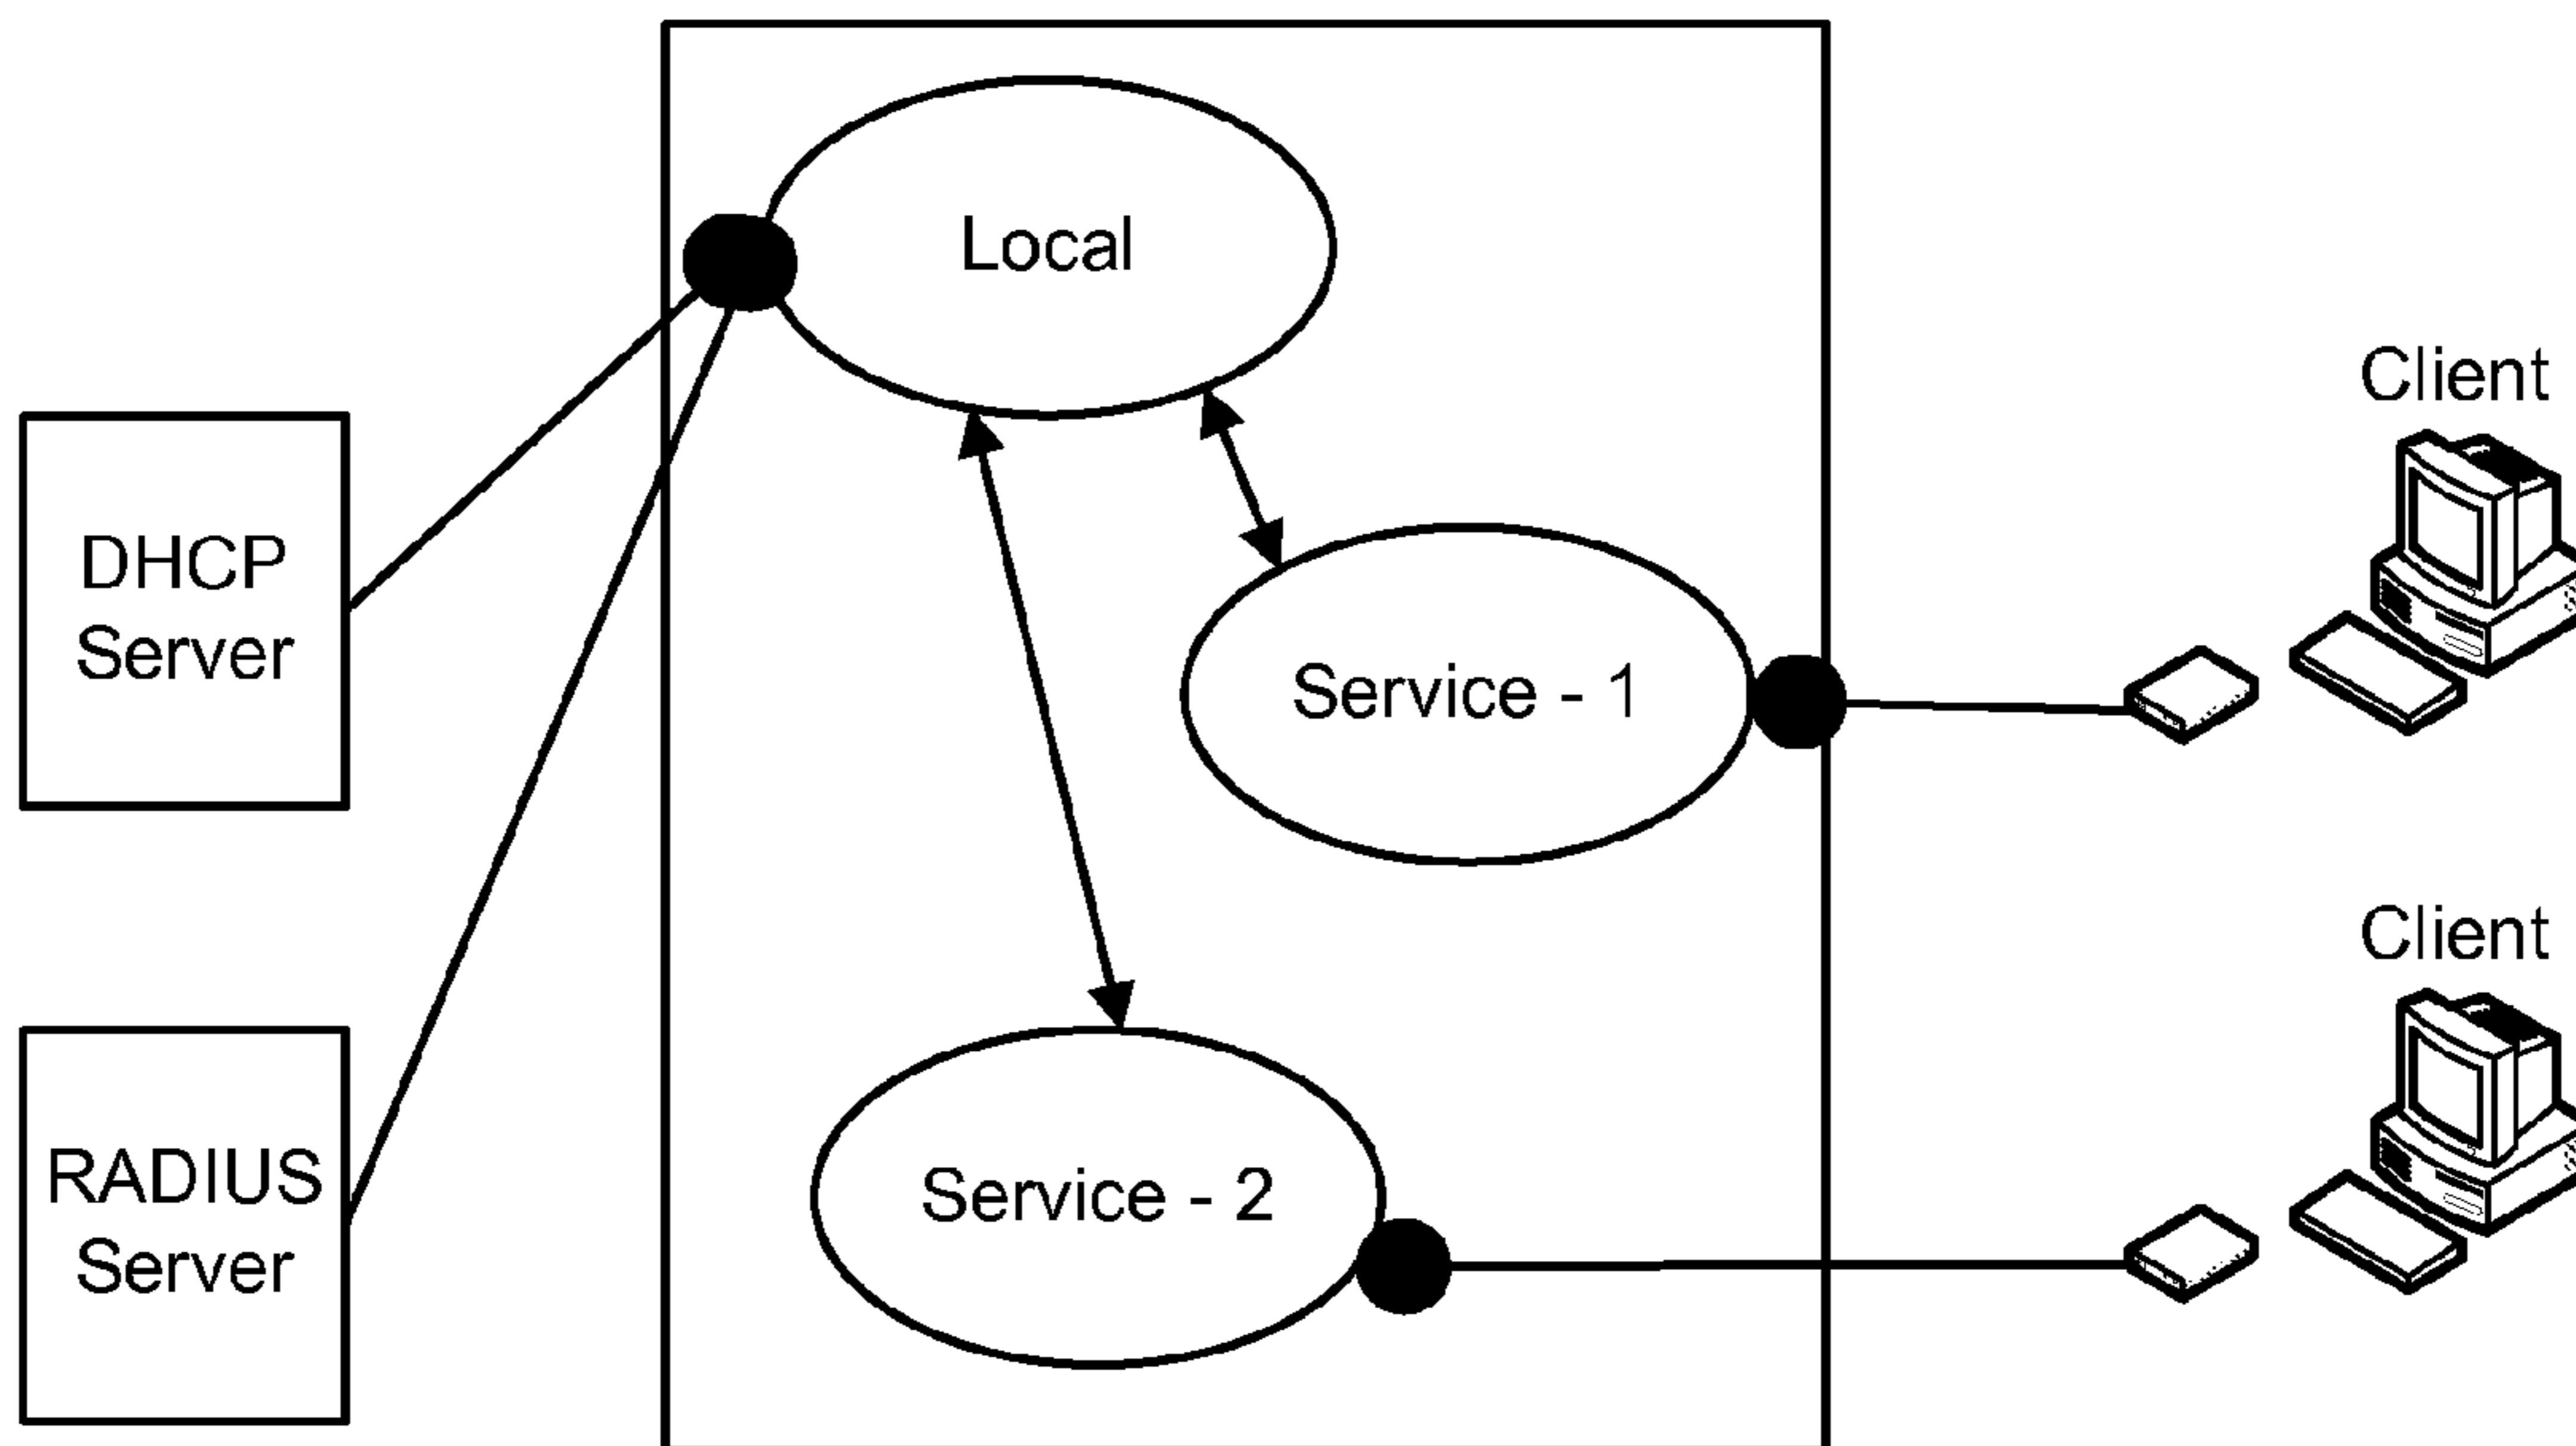 Local
Client
DHCP
Server
Service - 1
Client
RADIUS
Server
Service - 2